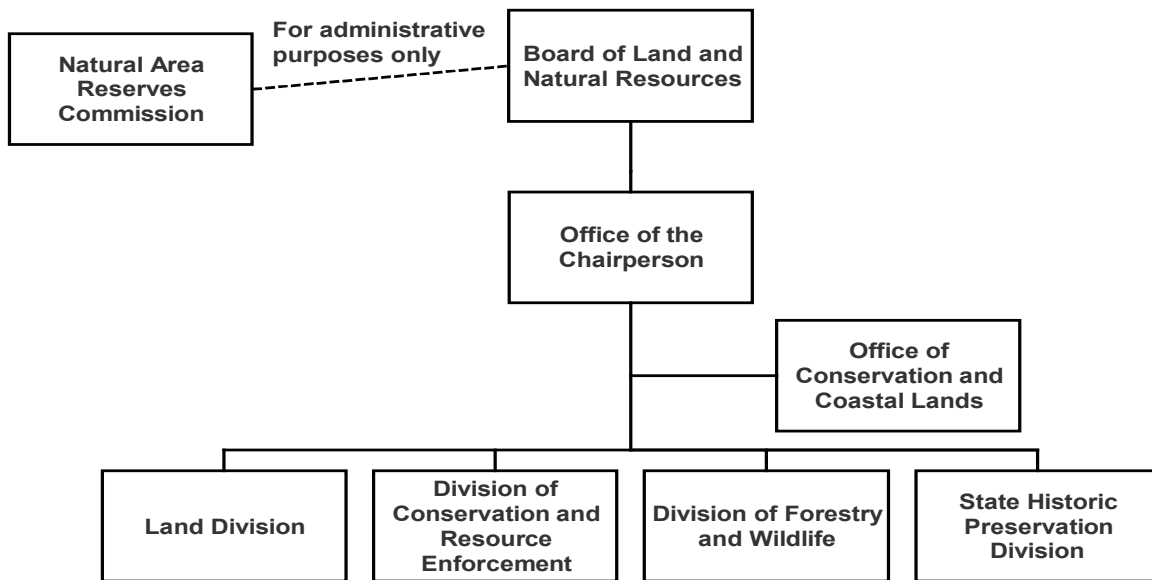 For administrative
purposes only
Natural Area
Reserves
Commission
Board of Land and
Natural Resources
Office of the
Chairperson
Office of
Conservation and
Coastal Lands
Land Division
Division of
Conservation and
Resource
Enforcement
Division of Forestry
and Wildlife
State Historic
Preservation
Division